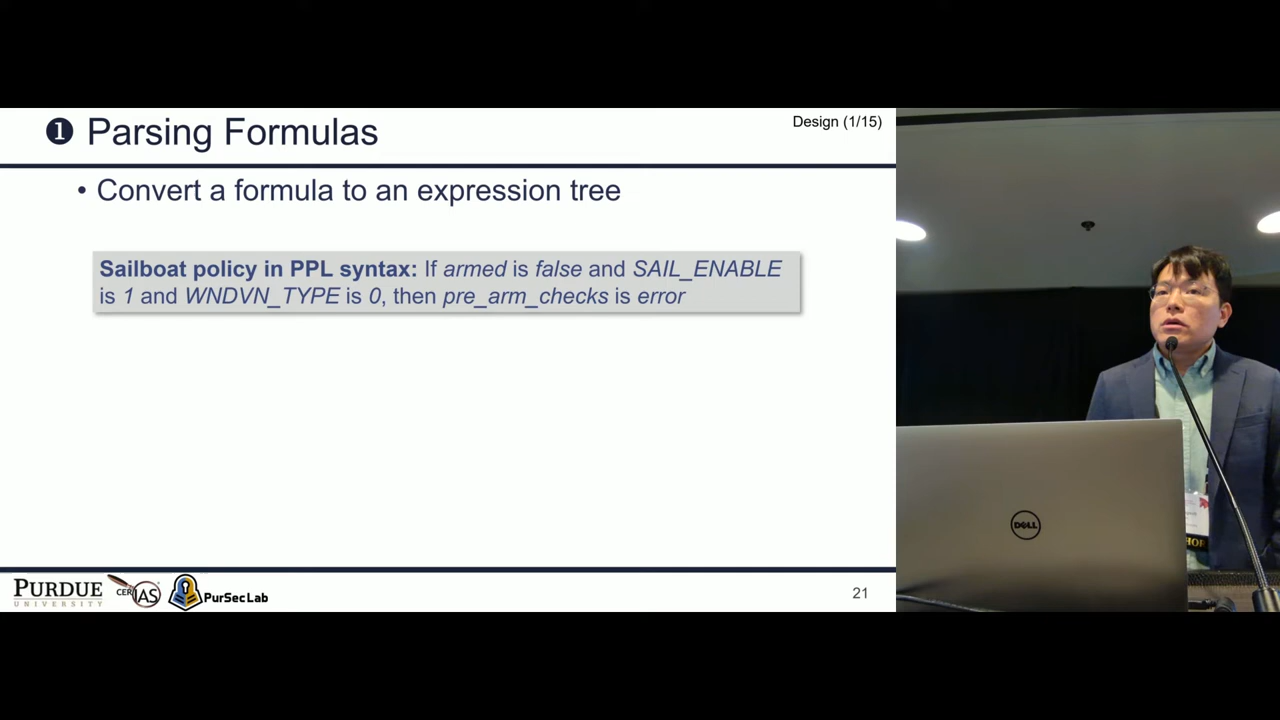 ❶ Parsing Formulas
Design (1/15)
• Convert a formula to an expression tree
Sailboat policy in PPL syntax: If armed is false and SAIL_ENABLE
is 1 and WNDVN_TYPE is 0, then pre_arm_checks is error
PURDUE
UNIVERSITY
CERIAS
PurSecLab
21
DELL
HOR